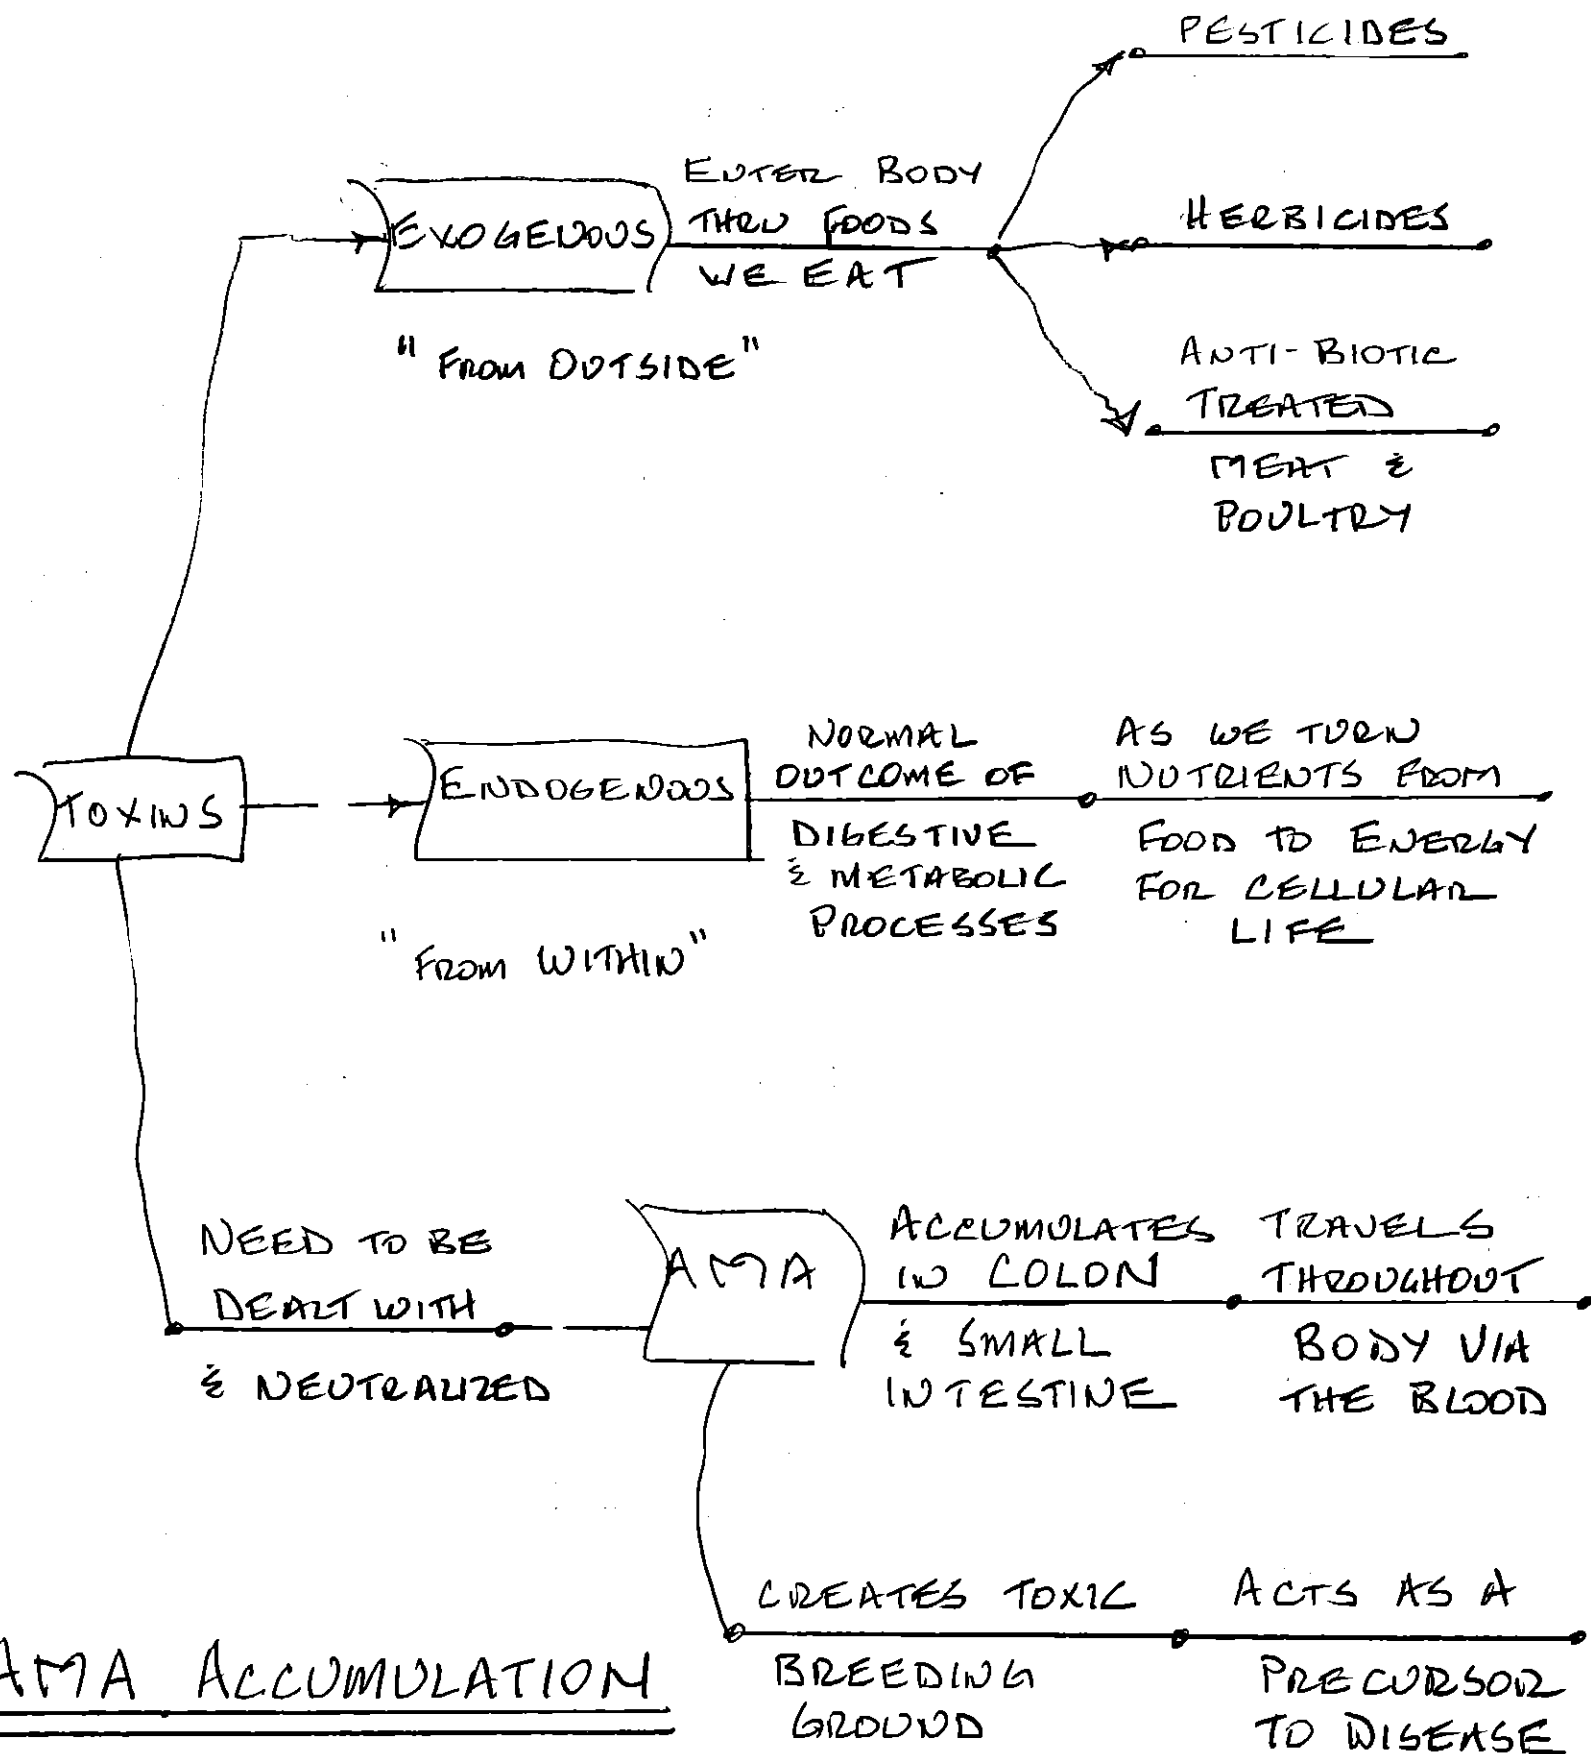 PESTICIDES
EXOGENOUS
ENTER BODY
THRU FOODS
WE EAT
HERBICIDES
"FROM OUTSIDE"
ANTI-BIOTIC
TREATED
MEAT &
POULTRY
TOXINS
ENDOGENOUS
NORMAL
OUTCOME OF
DIGESTIVE
& METABOLIC
PROCESSES
AS WE TURN
NUTRIENTS FROM
FOOD TO ENERGY
FOR CELLULAR
LIFE
"FROM WITHIN"
NEED TO BE
DEALT WITH
& NEUTRALIZED
AMA
ACCUMULATES
IN COLON
& SMALL
INTESTINE
TRAVELS
THROUGHOUT
BODY VIA
THE BLOOD
CREATES TOXIC
BREEDING
GROUND
ACTS AS A
PRECURSOR
TO DISEASE
AMA ACCUMULATION